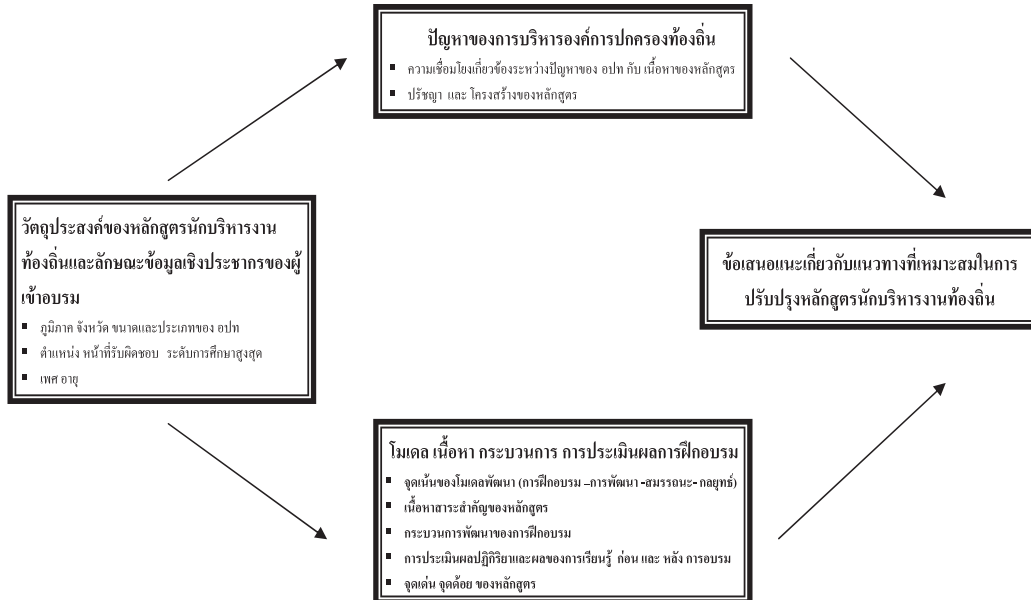 ปัญหาของการบริหารองค์การปกครองท้องถิ่น
▪ ความเชื่อมโยงเกี่ยวข้องระหว่างปัญหาของ อปท กับ เนื้อหาของหลักสูตร
▪ ปรัชญา และ โครงสร้างของหลักสูตร
วัตถุประสงค์ของหลักสูตรนักบริหารงาน
ท้องถิ่นและลักษณะข้อมูลเชิงประชากรของผู้
เข้าอบรม
▪ ภูมิภาค จังหวัด ขนาดและประเภทของ อปท
▪ ตำแหน่ง หน้าที่รับผิดชอบ ระดับการศึกษาสูงสุด
▪ เพศ อายุ
ข้อเสนอแนะเกี่ยวกับแนวทางที่เหมาะสมในการ
ปรับปรุงหลักสูตรนักบริหารงานท้องถิ่น
โมเดล เนื้อหา กระบวนการ การประเมินผลการฝึกอบรม
▪ จุดเน้นของโมเดลพัฒนา (การฝึกอบรม –การพัฒนา -สมรรถนะ- กลยุทธ์)
▪ เนื้อหาสาระสำคัญของหลักสูตร
▪ กระบวนการพัฒนาของการฝึกอบรม
▪ การประเมินผลปฏิกิริยาและผลของการเรียนรู้ ก่อน และ หลัง การอบรม
▪ จุดเด่น จุดด้อย ของหลักสูตร